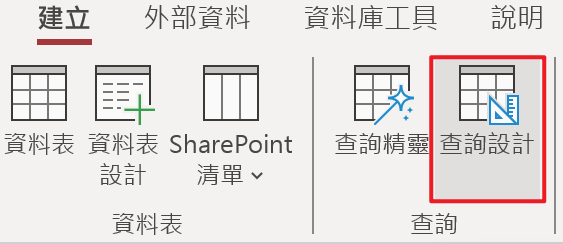 建立 外部資料 資料庫工具 說明
資料表 資料表 SharePoint 查詢精靈 查詢設計
設計 清單
資料表 查詢